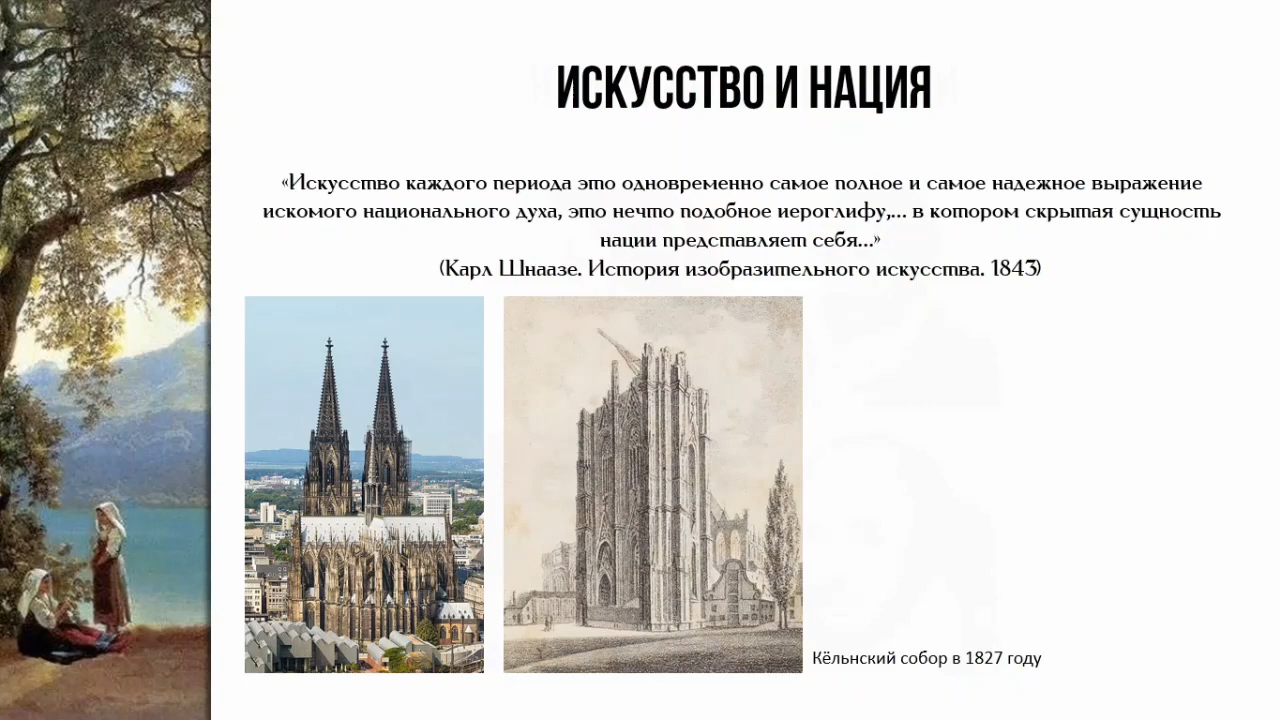 ИСКУССТВО И НАЦИЯ
«Искусство каждого периода это одновременно самое полное и самое надежное выражение
искомого национального духа, это нечто подобное иероглифу,... в котором скрытая сущность
нации представляет себя...»
(Карл Шнаазе. История изобразительного искусства. 1843)
Кёльнский собор в 1827 году